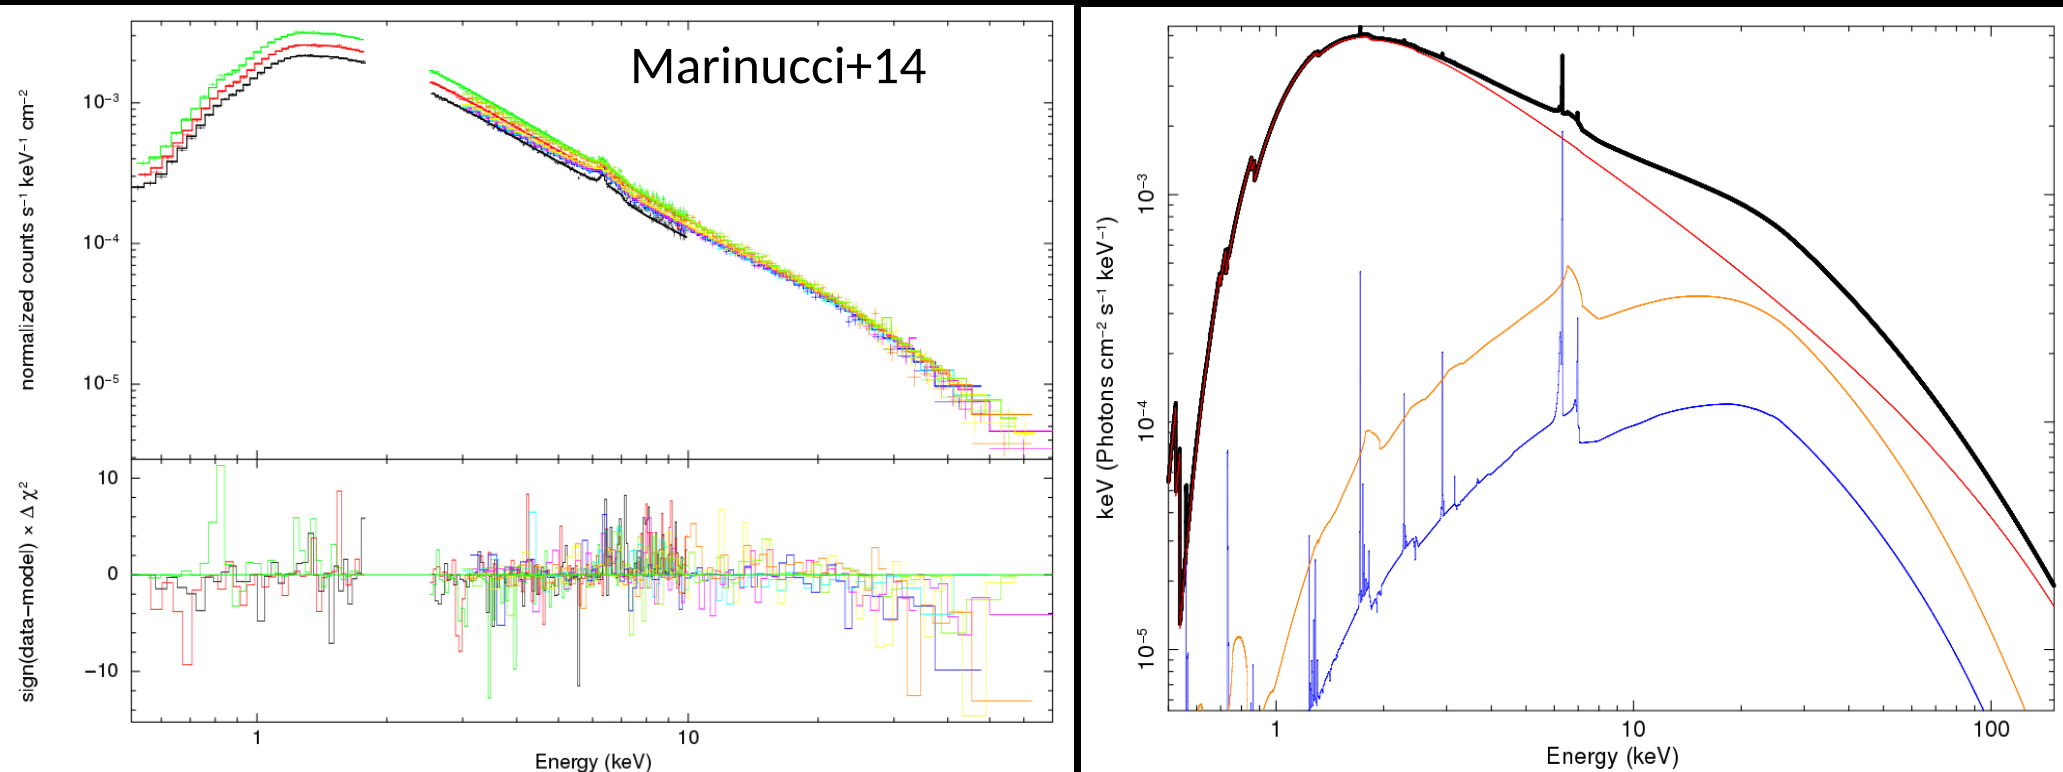 Marinucci+14
normalized counts s⁻¹ keV⁻¹ cm⁻²
10⁻³
10⁻⁴
10⁻⁵
sign(data−model) × Δ χ²
10
0
−10
1
10
Energy (keV)
keV (Photons cm⁻² s⁻¹ keV⁻¹)
10⁻³
10⁻⁴
10⁻⁵
1
10
100
Energy (keV)